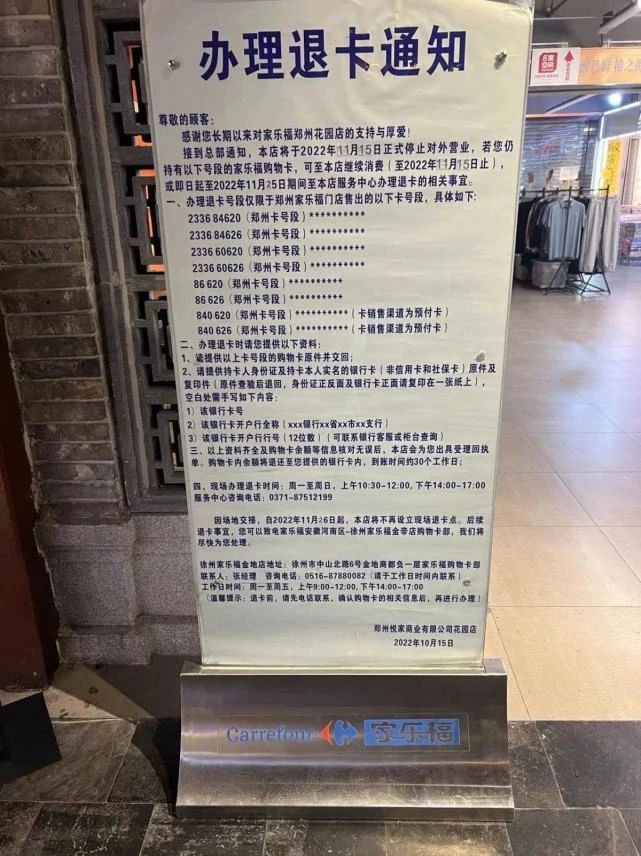 办理退卡通知
尊敬的顾客：
感谢您长期以来对家乐福郑州花园店的支持与厚爱！
接到总部通知，本店将于2022年11月15日正式停止对外营业，若您仍
持有以下号段的家乐福购物卡，可至本店继续消费（至2022年11月15日止），
或即日起至2022年11月25日期间至本店服务中心办理退卡的相关事宜。
一、办理退卡号段仅限于郑州家乐福门店售出的以下卡号段，具体如下：
2336 84620（郑州卡号段）**********
2336 84626（郑州卡号段）**********
2336 60620（郑州卡号段）**********
2336 60626（郑州卡号段）**********
86 620（郑州卡号段）**********
86 626（郑州卡号段）**********
840 620（郑州卡号段）**********（卡销售渠道为预付卡）
840 626（郑州卡号段）**********（卡销售渠道为预付卡）
二、办理退卡时请您提供以下资料：
1、请提供以上卡号段的购物卡原件并交回；
2、请提供持卡人身份证及持卡本人实名的银行卡（非信用卡和社保卡）原件及
复印件（原件查验后退回，身份证正反面及银行卡正面请复印在一张纸上），
空白处需手写如下内容：
1）该银行卡号
2）该银行卡开户行全称（xxx银行xx省xx市xx支行）
3）该银行卡开户行行号（12位数）（可联系银行客服或柜台查询）
三、以上资料齐全及购物卡余额等信息核对无误后，本店会为您出具受理回执
单。购物卡内余额将退还至您提供的银行卡内，到账时间约30个工作日；
四、现场办理退卡时间：周一至周日，上午10:30-12:00，下午14:00-17:00
服务中心咨询电话：0371-87512199
因场地交接，自2022年11月26日起，本店将不再设立现场退卡点。后续
退卡事宜，您可以致电家乐福安徽河南区-徐州家乐福金帝店购物卡部，我们将
尽快为您处理。
徐州家乐福金地店地址：徐州市中山北路6号金地商都负一层家乐福购物卡部
联系人：张经理 咨询电话：0516-87880082（请于工作日时间内联系）
工作日时间：周一至周五，上午9:00-12:00，下午14:00-17:00
（温馨提示：退卡前，请先电话联系，确认购物卡的相关信息后，再进行办理）
郑州悦家商业有限公司花园店
2022年10月15日
Carrefour 家乐福